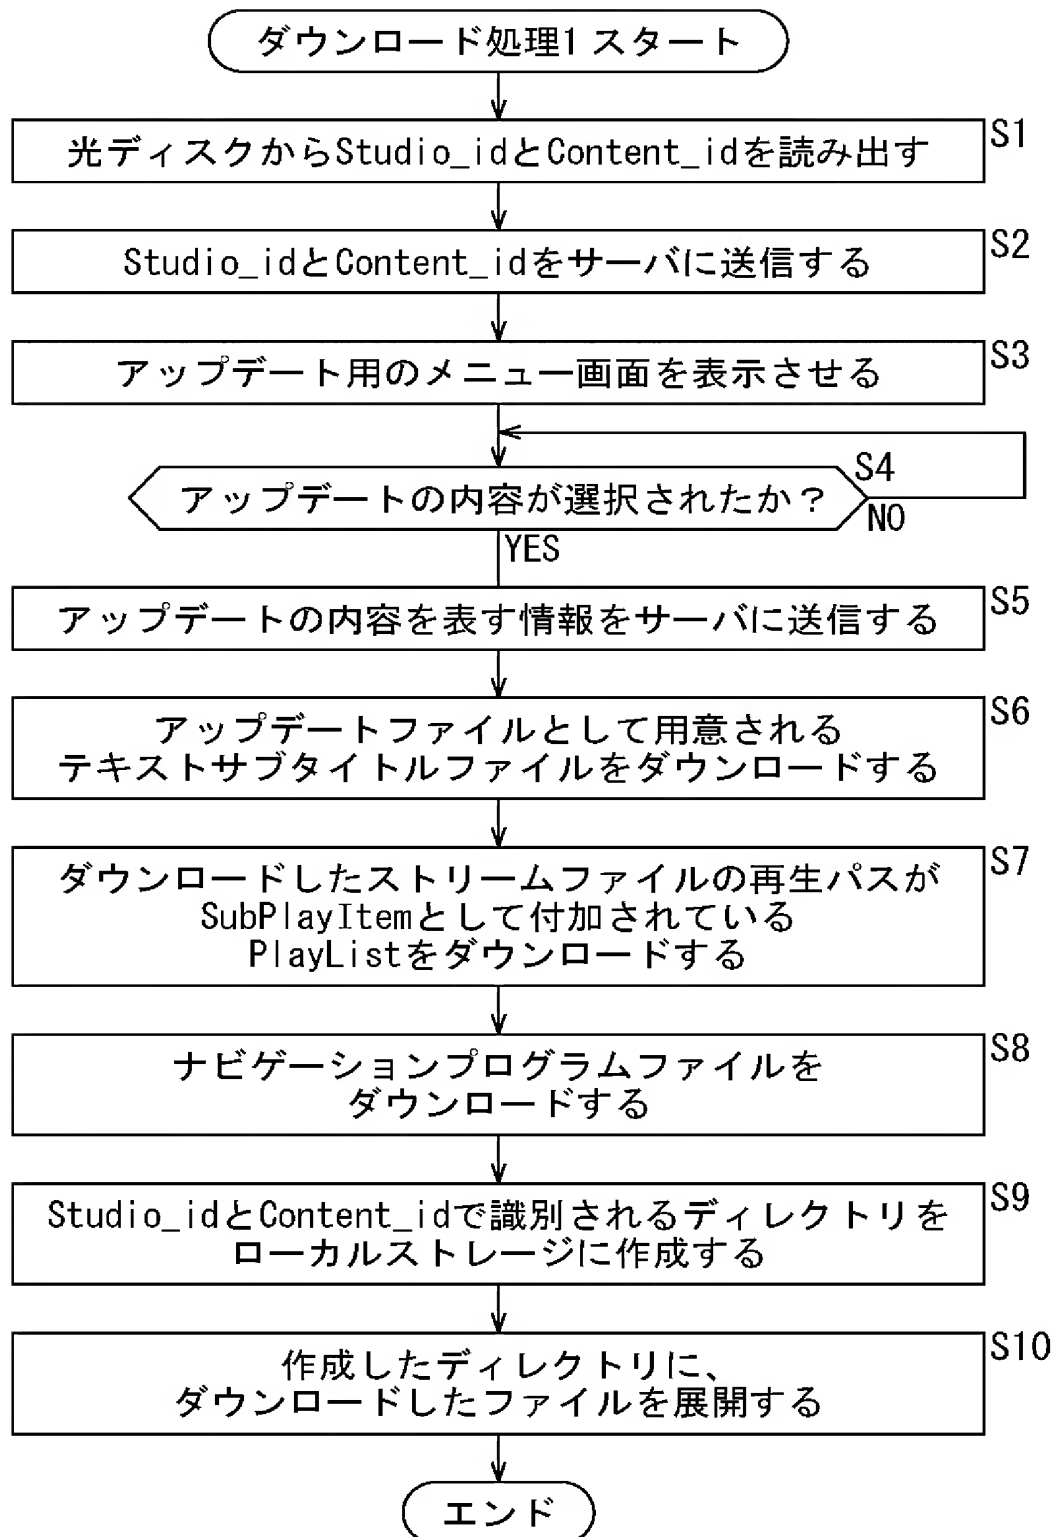 ダウンロード処理1 スタート
光ディスクからStudio_idとContent_idを読み出す
S1
Studio_idとContent_idをサーバに送信する
S2
アップデート用のメニュー画面を表示させる
S3
アップデートの内容が選択されたか？
S4
NO
YES
アップデートの内容を表す情報をサーバに送信する
S5
アップデートファイルとして用意される
テキストサブタイトルファイルをダウンロードする
S6
ダウンロードしたストリームファイルの再生パスが
SubPlayItemとして付加されている
PlayListをダウンロードする
S7
ナビゲーションプログラムファイルを
ダウンロードする
S8
Studio_idとContent_idで識別されるディレクトリを
ローカルストレージに作成する
S9
作成したディレクトリに、
ダウンロードしたファイルを展開する
S10
エンド